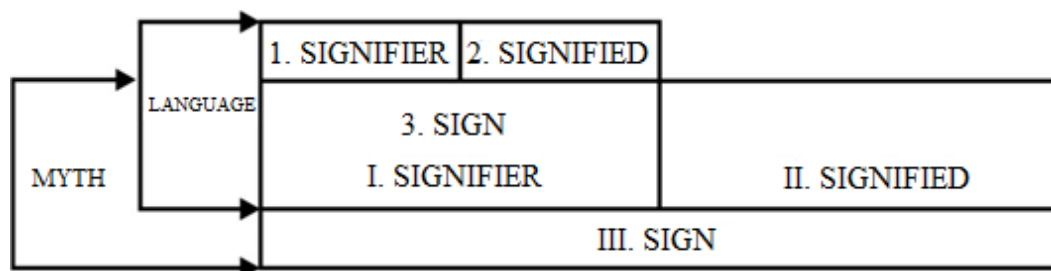 1. SIGNIFIER
2. SIGNIFIED
LANGUAGE
3. SIGN
MYTH
I. SIGNIFIER
II. SIGNIFIED
III. SIGN